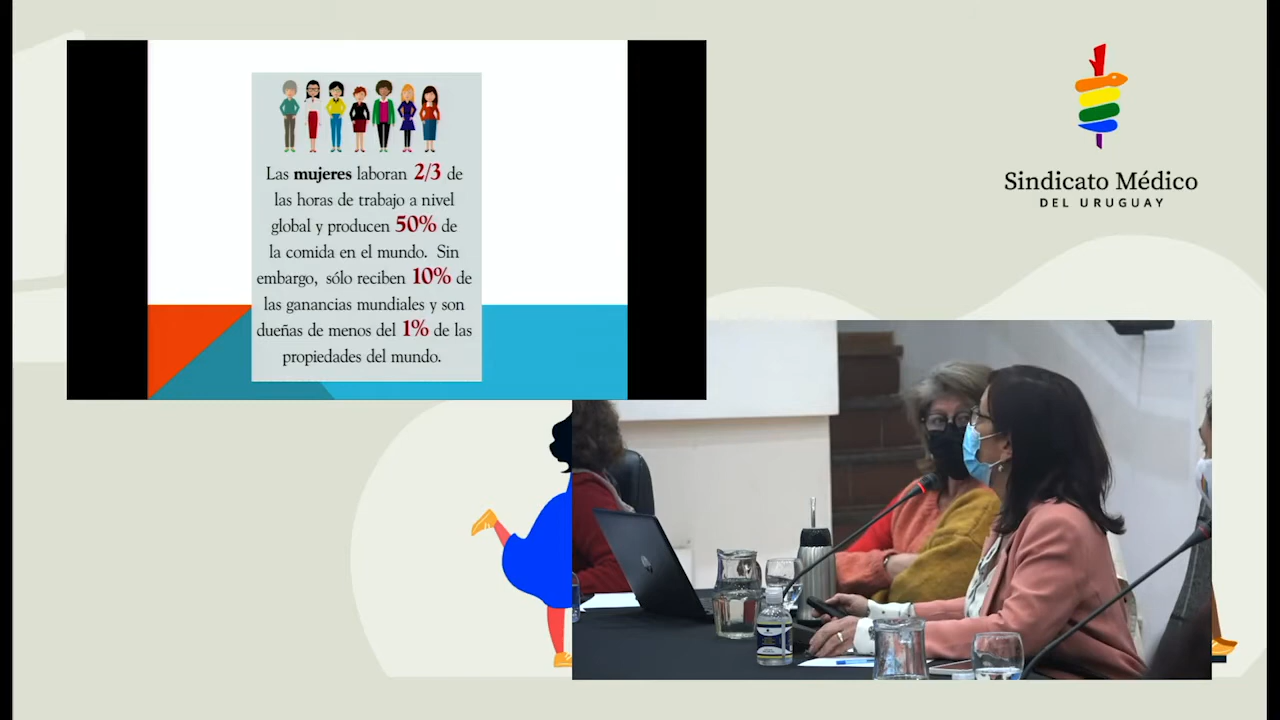 Las mujeres laboran 2/3 de
las horas de trabajo a nivel
global y producen 50% de
la comida en el mundo. Sin
embargo, sólo reciben 10% de
las ganancias mundiales y son
dueñas de menos del 1% de las
propiedades del mundo.
Sindicato Médico
DEL URUGUAY